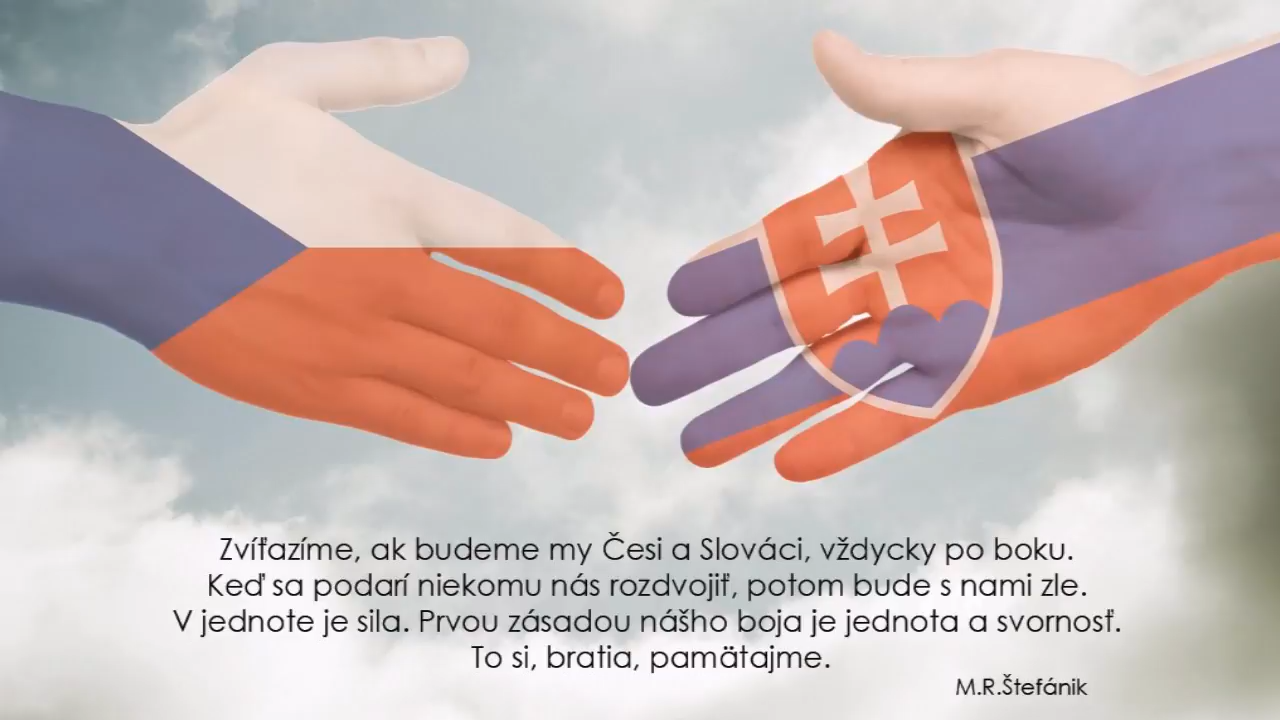 Zvíťazíme, ak budeme my Česi a Slováci, vždycky po boku.
Keď sa podarí niekomu nás rozdvojiť, potom bude s nami zle.
V jednote je sila. Prvou zásadou nášho boja je jednota a svornosť.
To si, bratia, pamätajme.
M.R.Štefánik